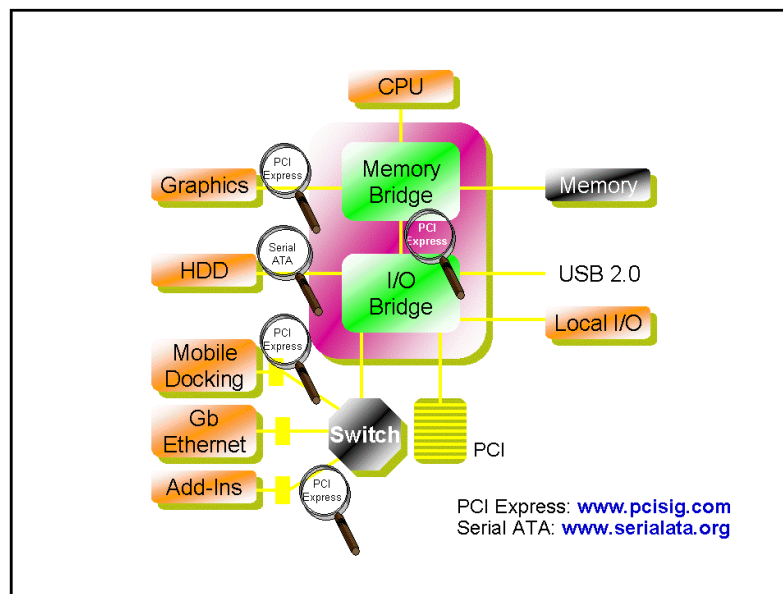 CPU
PCI
Express
Graphics
Memory
Bridge
Memory
PCI
Express
Serial
ATA
HDD
I/O
Bridge
USB 2.0
Local I/O
PCI
Express
Mobile
Docking
Gb
Ethernet
Switch
PCI
Add-Ins
PCI
Express
PCI Express: www.pcisig.com
Serial ATA: www.serialata.org